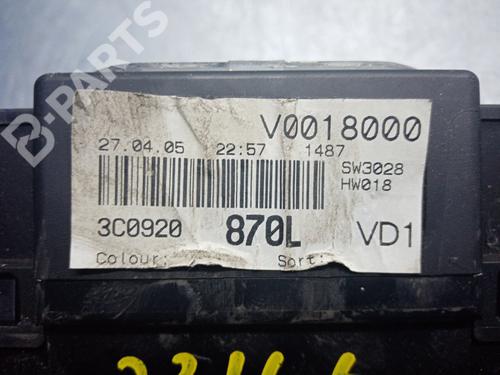 B-PARTS
V0018000
27.04.05 22:57 1487
SW3028
HW018
3C0920 870L VD1
Colour: Sort: